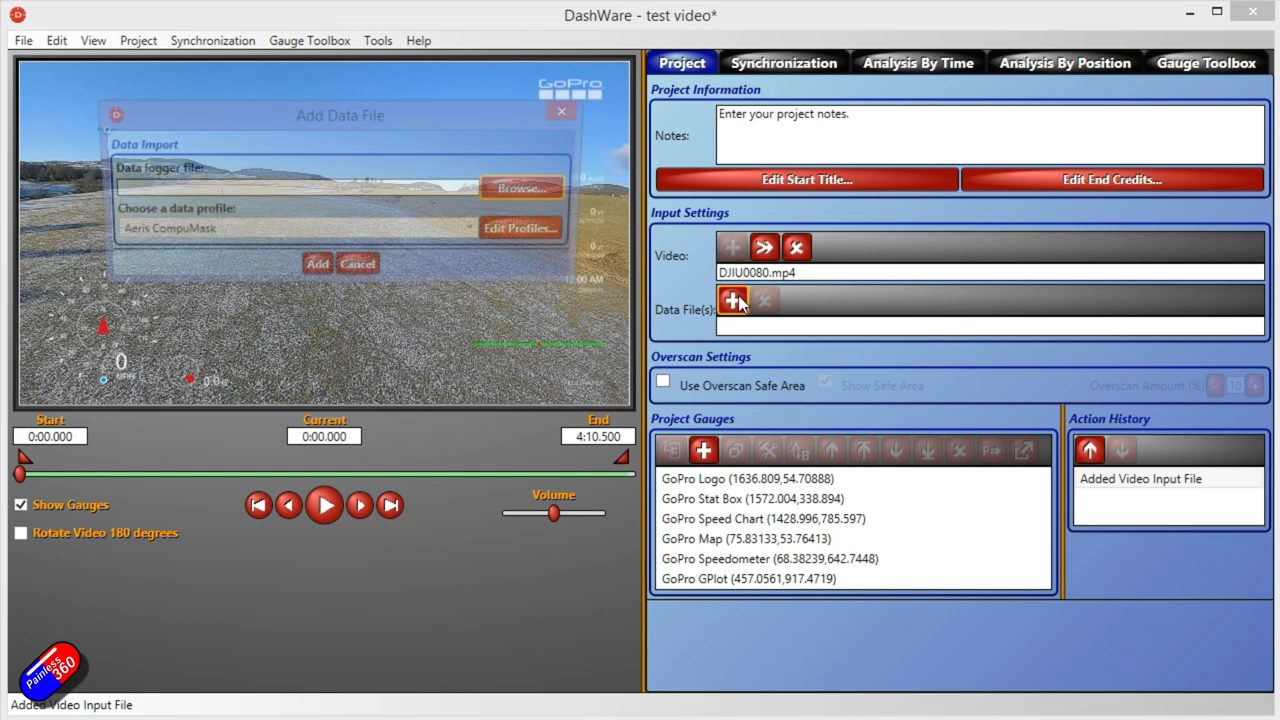 DashWare - test video*
File Edit View Project Synchronization Gauge Toolbox Tools Help
GoPro
Add Data File
Data Import
Data logger file:
Browse...
Choose a data profile:
Aeris CompuMask
Edit Profiles...
Add Cancel
12:00 AM
0
Start Current End
0:00.000 0:00.000 4:10.500
Show Gauges
Rotate Video 180 degrees
Volume
Project Synchronization Analysis By Time Analysis By Position Gauge Toolbox
Project Information
Notes:
Enter your project notes.
Edit Start Title... Edit End Credits...
Input Settings
Video:
DJIU0080.mp4
Data File(s):
Overscan Settings
Use Overscan Safe Area Show Safe Area Overscan Amount (%) 10
Project Gauges
GoPro Logo (1636.809,54.70888)
GoPro Stat Box (1572.004,338.894)
GoPro Speed Chart (1428.996,785.597)
GoPro Map (75.83133,53.76413)
GoPro Speedometer (68.38239,642.7448)
GoPro GPlot (457.0561,917.4719)
Action History
Added Video Input File
Painless360
Added Video Input File